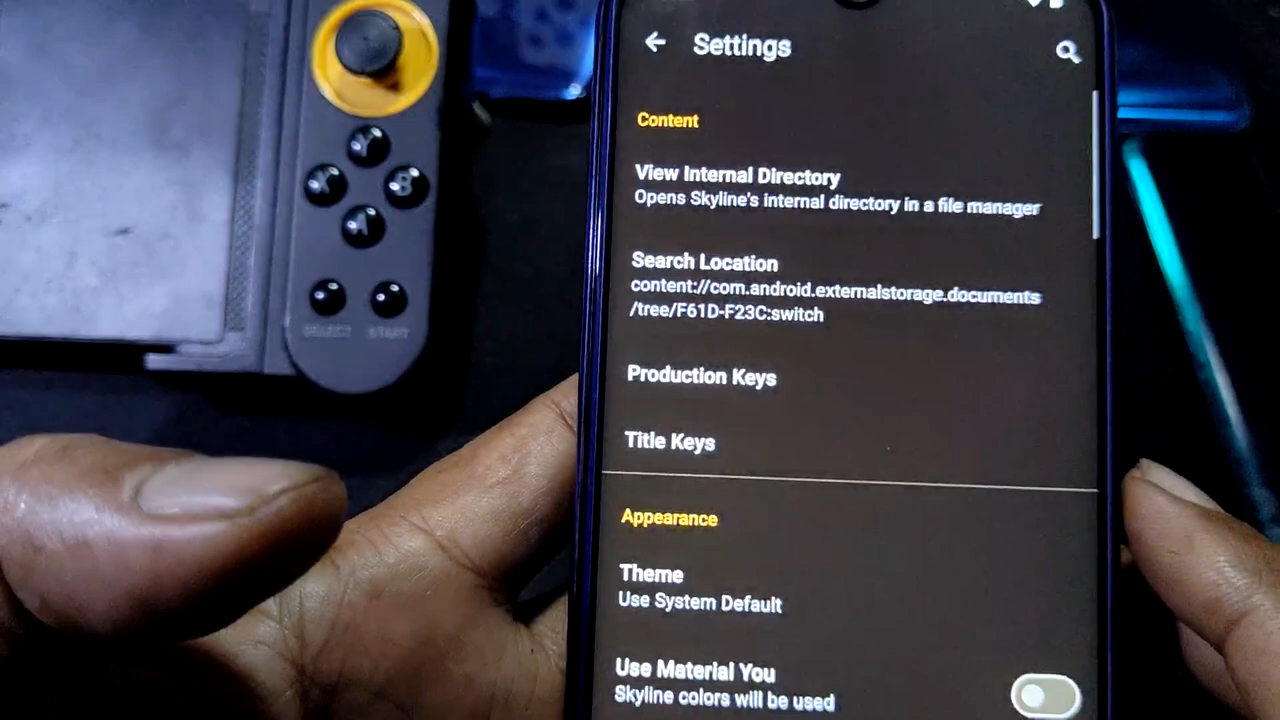 Settings
Content
View Internal Directory
Opens Skyline's internal directory in a file manager
Search Location
content://com.android.externalstorage.documents
/tree/F61D-F23C:switch
Production Keys
Title Keys
Appearance
Theme
Use System Default
Use Material You
Skyline colors will be used
Y
X
B
A
SELECT
START